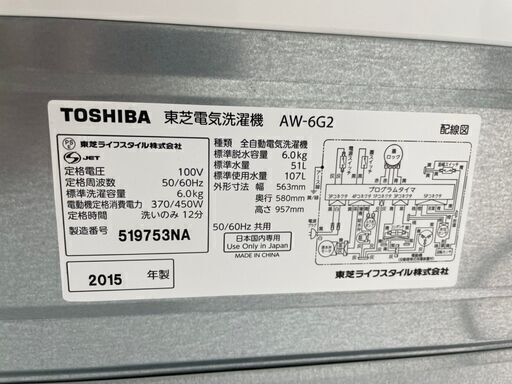 TOSHIBA 東芝電気洗濯機 AW-6G2
配線図
東芝ライフスタイル株式会社
JET
定格電圧 100V
定格周波数 50/60Hz
標準洗濯容量 6.0kg
電動機定格消費電力 370/450W
定格時間 洗いのみ 12分
製造番号 519753NA
2015 年製
種類 全自動電気洗濯機
標準脱水容量 6.0kg
標準水量 51L
標準使用水量 107L
外形寸法 幅 563mm
奥行 580mm
高さ 957mm
50/60Hz 共用
日本国内専用
Use Only in Japan
MADE IN CHINA
蓋
ロック
プログラムタイマ
東芝ライフスタイル株式会社